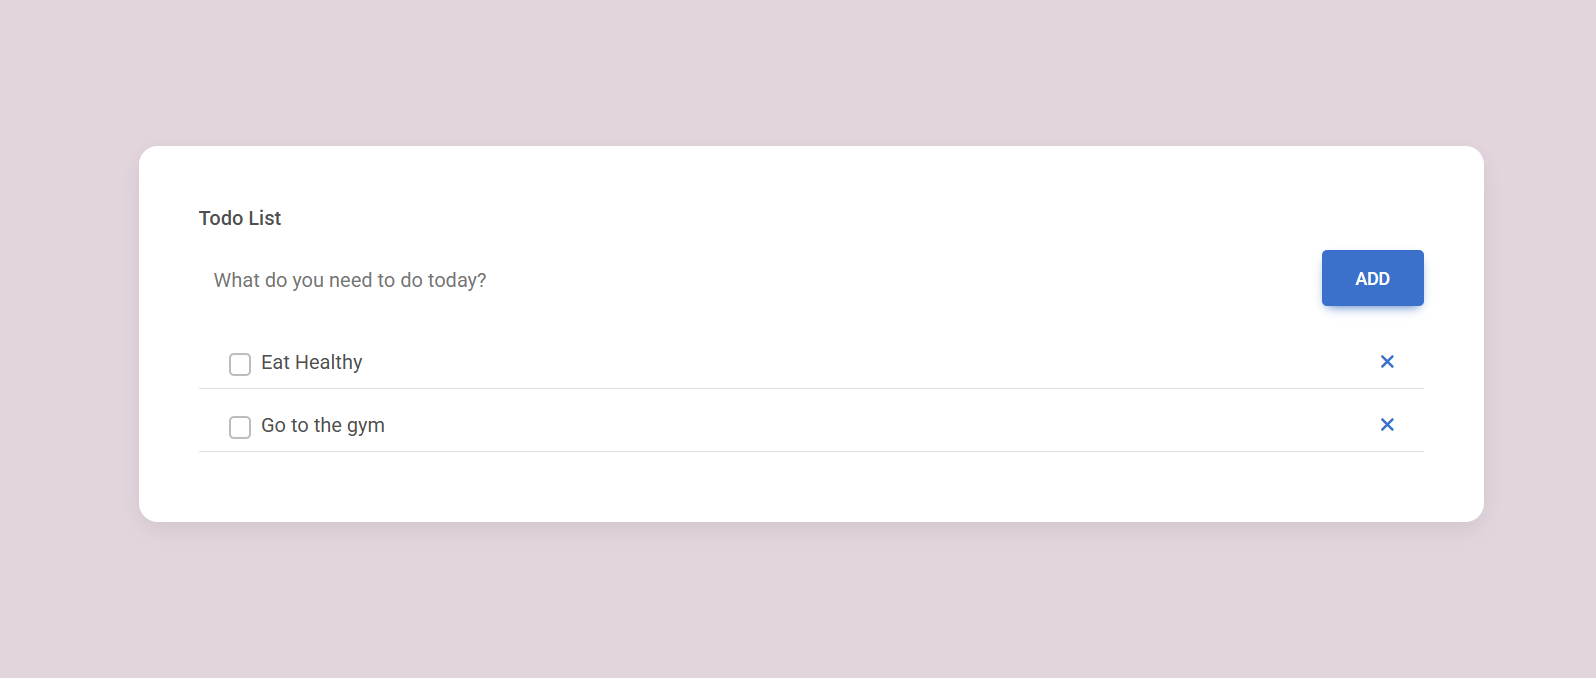 Todo List
What do you need to do today?
ADD
Eat Healthy
Go to the gym